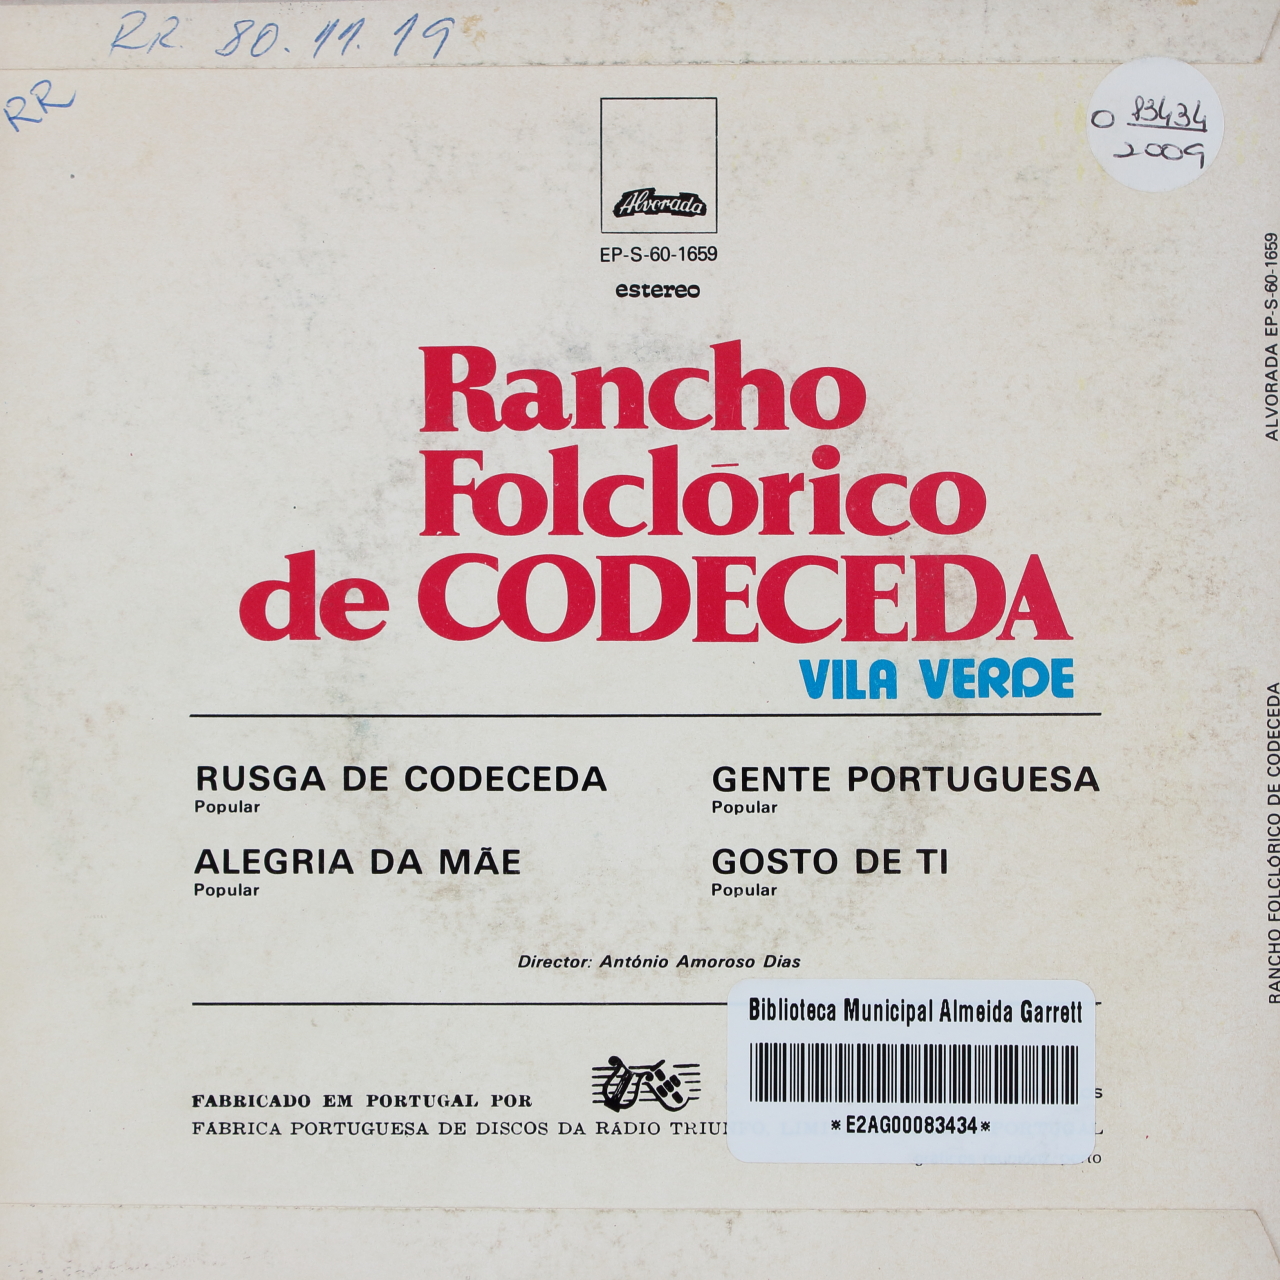 RR. 80.11.19
RR
O 83434
2009
Alvorada
EP-S-60-1659
estereo
Rancho
Folclórico
de CODECEDA
VILA VERDE
RUSGA DE CODECEDA
Popular
ALEGRIA DA MÃE
Popular
GENTE PORTUGUESA
Popular
GOSTO DE TI
Popular
Director: António Amoroso Dias
FABRICADO EM PORTUGAL POR
FABRICA PORTUGUESA DE DISCOS DA RÁDIO
Biblioteca Municipal Almeida Garrett
*E2AG00083434*
ALVORADA EP-S-60-1659
RANCHO FOLCLÓRICO DE CODECEDA